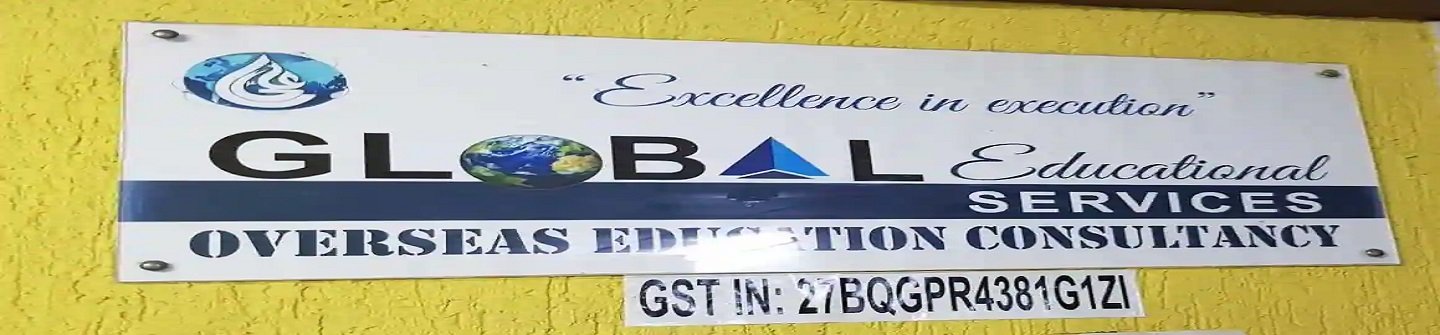 "Excellence in execution"
GLOBAL Educational
SERVICES
OVERSEAS EDUCATION CONSULTANCY
GST IN: 27BQGPR4381G1ZI